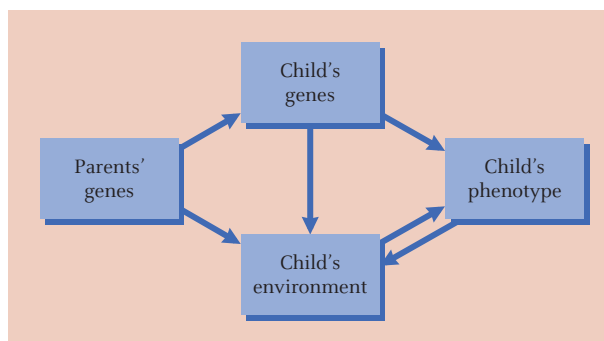 Child's
genes
Parents'
genes
Child's
phenotype
Child's
environment